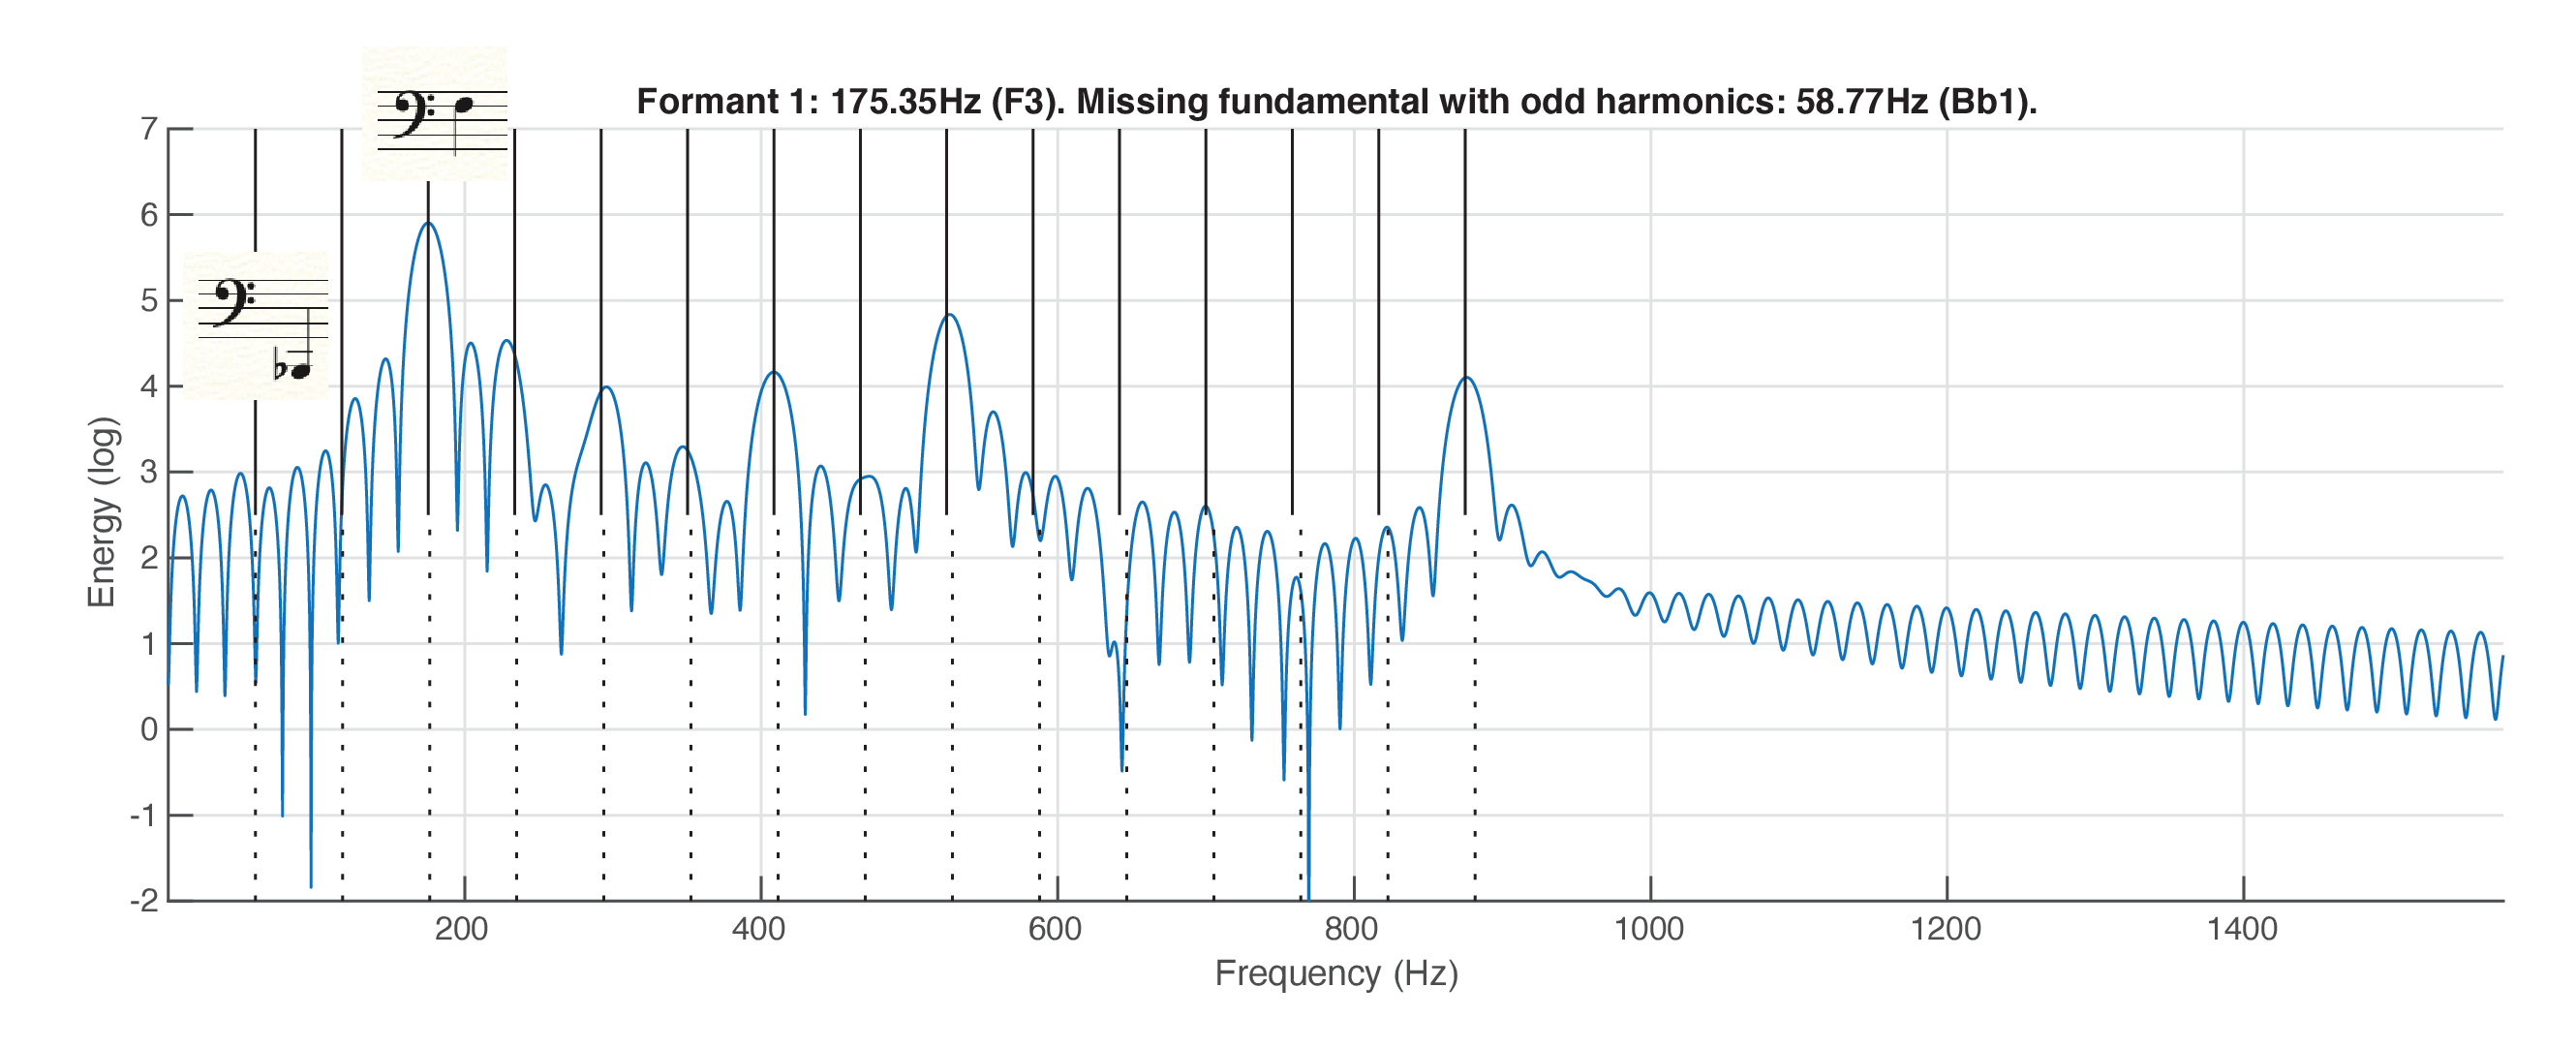 Formant 1: 175.35Hz (F3). Missing fundamental with odd harmonics: 58.77Hz (Bb1).
7
6
5
4
3
2
1
0
-1
-2
Energy (log)
200 400 600 800 1000 1200 1400
Frequency (Hz)